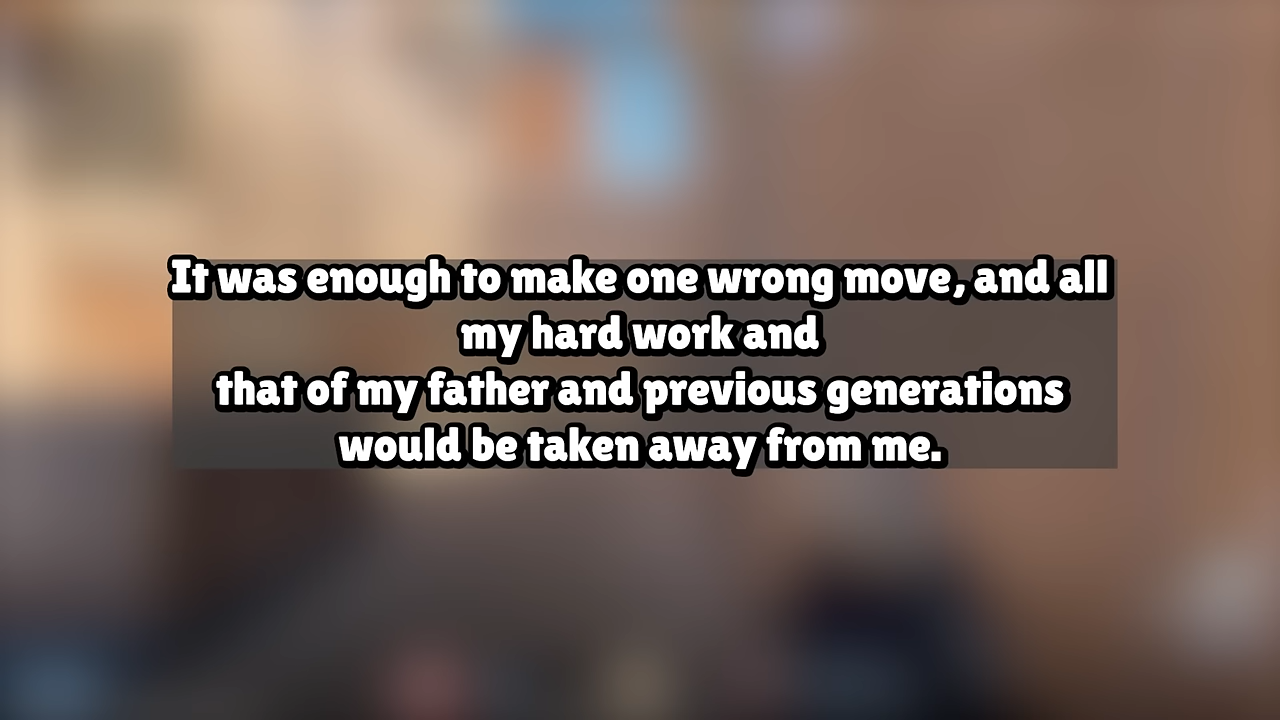 It was enough to make one wrong move, and all
my hard work and
that of my father and previous generations
would be taken away from me.